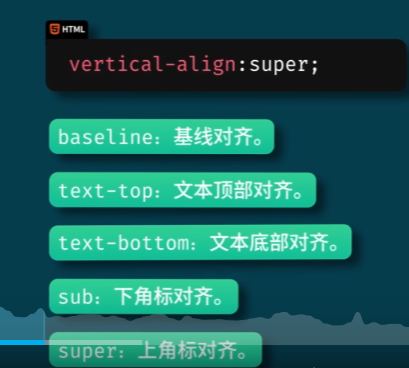 HTML
vertical-align:super;
baseline：基线对齐。
text-top：文本顶部对齐。
text-bottom：文本底部对齐。
sub：下角标对齐。
super：上角标对齐。